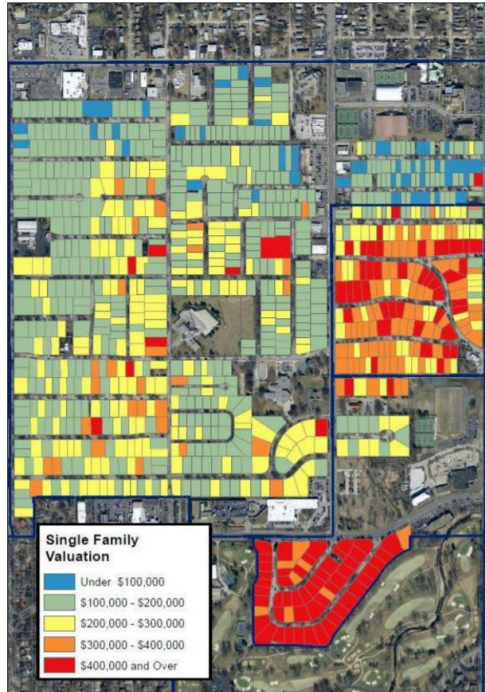 Single Family
Valuation
Under $100,000
$100,000 - $200,000
$200,000 - $300,000
$300,000 - $400,000
$400,000 and Over